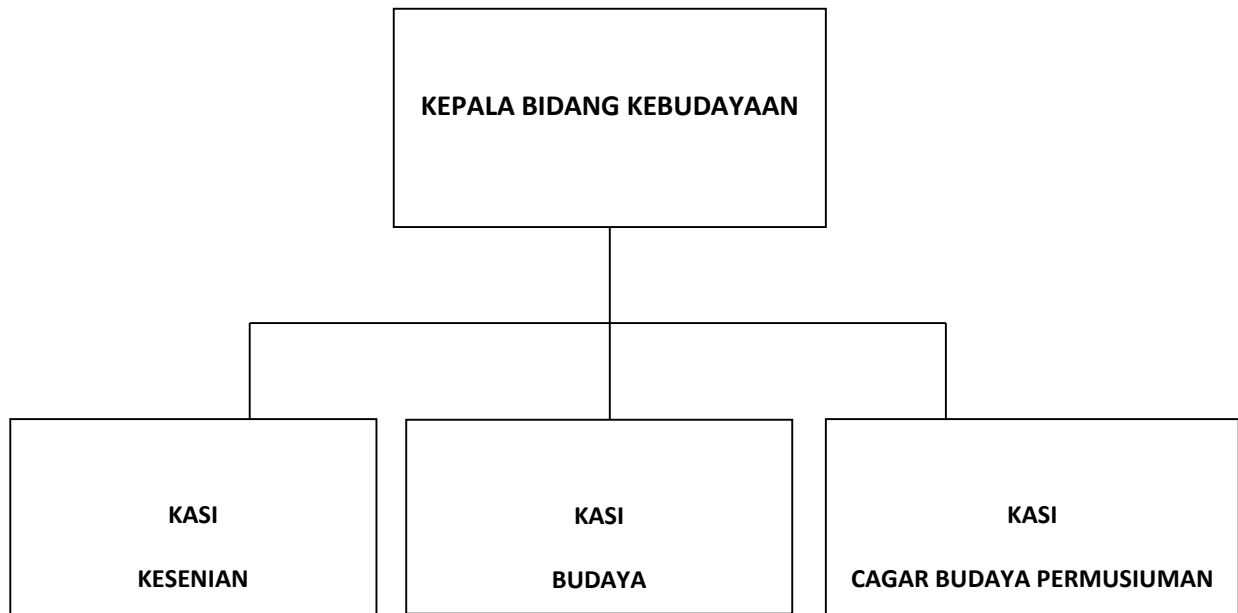 KEPALA BIDANG KEBUDAYAAN
KASI
KESENIAN
KASI
BUDAYA
KASI
CAGAR BUDAYA PERMUSIUMAN